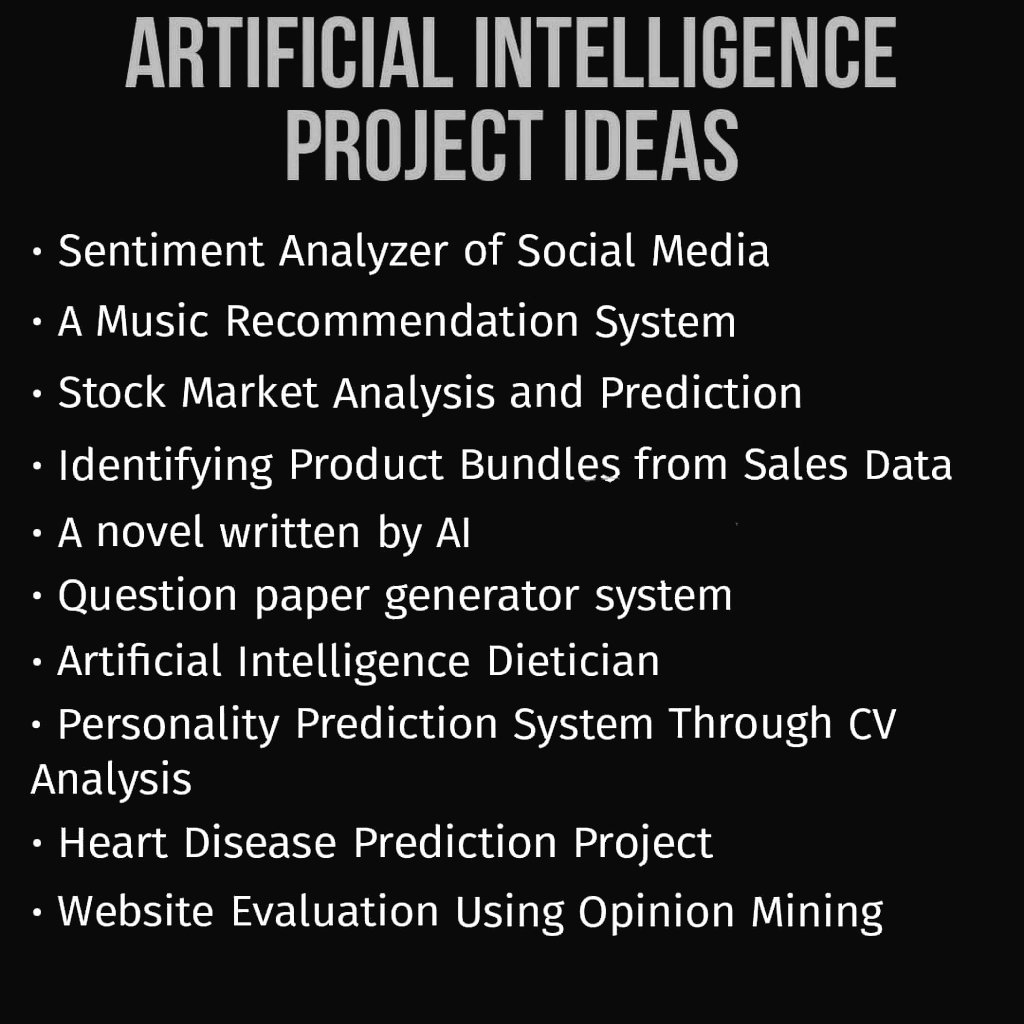 ARTIFICIAL INTELLIGENCE
PROJECT IDEAS
• Sentiment Analyzer of Social Media
• A Music Recommendation System
• Stock Market Analysis and Prediction
• Identifying Product Bundles from Sales Data
• A novel written by AI
• Question paper generator system
• Artificial Intelligence Dietician
• Personality Prediction System Through CV
Analysis
• Heart Disease Prediction Project
• Website Evaluation Using Opinion Mining